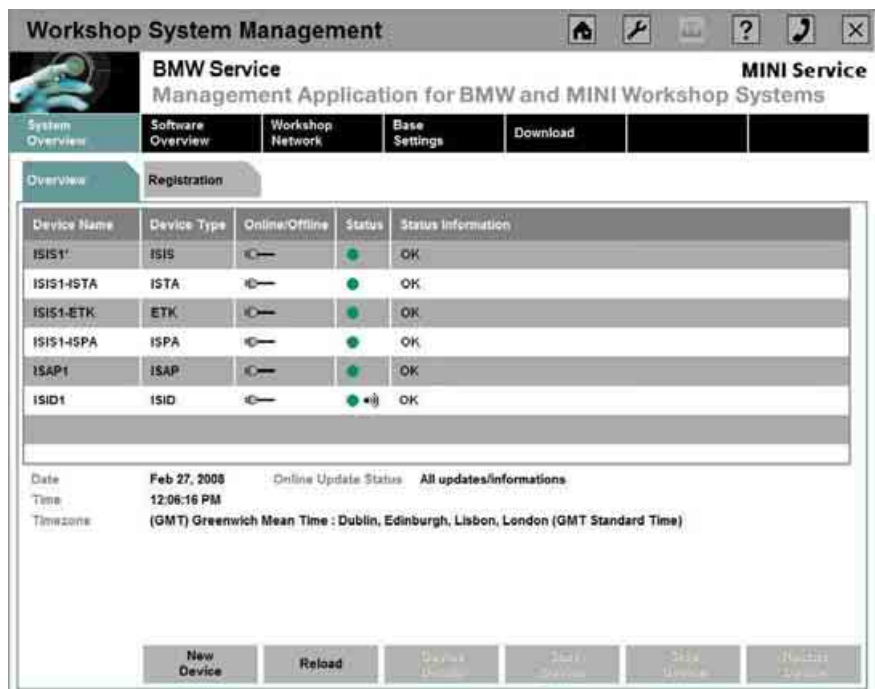 Workshop System Management
?
BMW Service
MINI Service
Management Application for BMW and MINI Workshop Systems
System Overview
Software Overview
Workshop Network
Base Settings
Download
Overview
Registration
Device Name Device Type Online/Offline Status Status Information
ISIS1' ISIS OK
ISIS1-ISTA ISTA OK
ISIS1-ETK ETK OK
ISIS1-ISPA ISPA OK
ISAP1 ISAP OK
ISID1 ISID OK
Date Feb 27, 2008 Online Update Status All updates/informations
Time 12:06:16 PM
Timezone (GMT) Greenwich Mean Time : Dublin, Edinburgh, Lisbon, London (GMT Standard Time)
New Device
Reload
Device
Device
Device